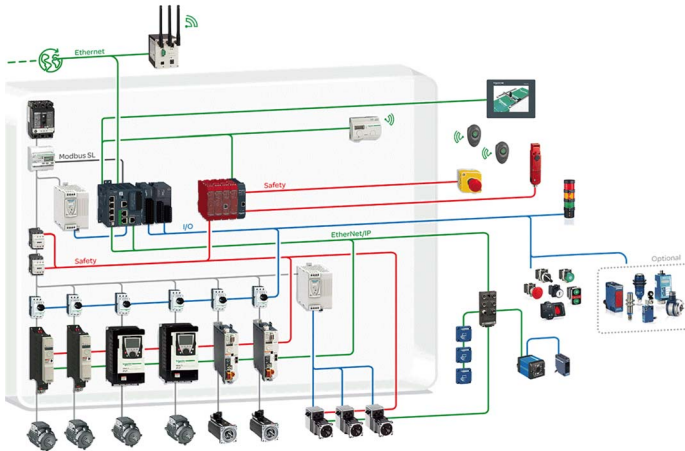 Ethernet
Modbus SL
Safety
I/O
EtherNet/IP
Safety
Optional